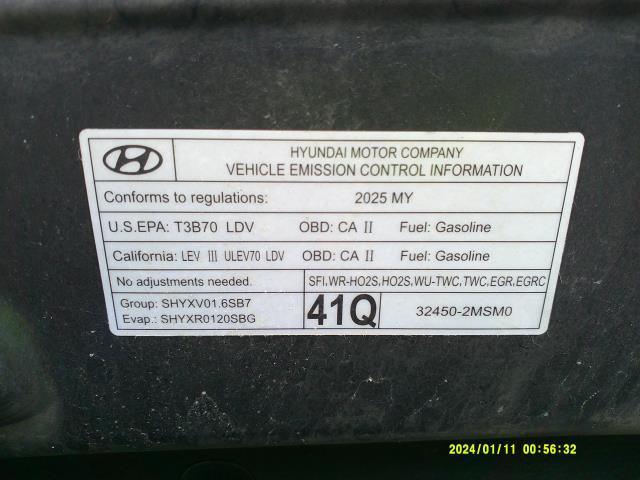 HYUNDAI MOTOR COMPANY
VEHICLE EMISSION CONTROL INFORMATION
Conforms to regulations: 2025 MY
U.S.EPA: T3B70 LDV OBD: CA II Fuel: Gasoline
California: LEV III ULEV70 LDV OBD: CA II Fuel: Gasoline
No adjustments needed. SFI,WR-HO2S,HO2S,WU-TWC,TWC,EGR,EGRC
Group: SHYXV01.6SB7
Evap.: SHYXR0120SBG
41Q
32450-2MSM0
2024/01/11 00:56:32